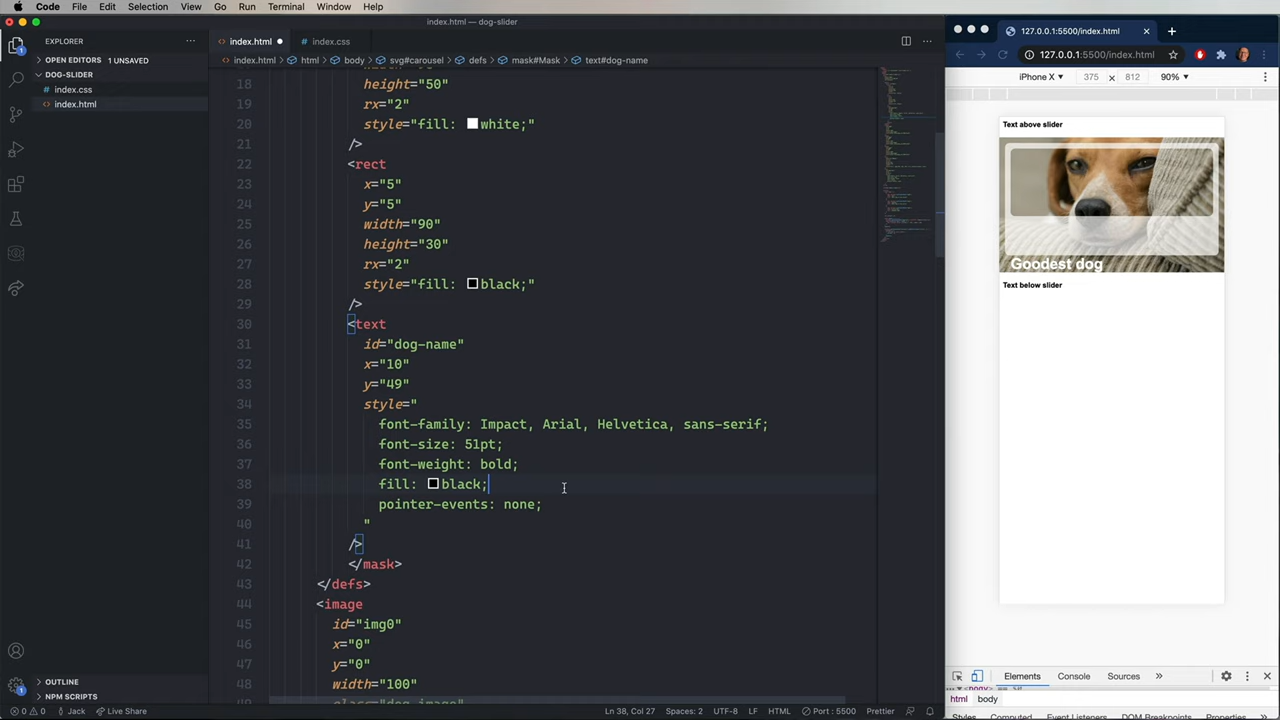 Code File Edit Selection View Go Run Terminal Window Help
index.html — dog-slider
EXPLORER
OPEN EDITORS 1 UNSAVED
DOG-SLIDER
index.css
index.html
OUTLINE
NPM SCRIPTS
index.html index.css
index.html > html > body > svg#carousel > defs > mask#Mask > text#dog-name
18 height="50"
19 rx="2"
20 style="fill: white;"
21 />
22 <rect
23 x="5"
24 y="5"
25 width="90"
26 height="30"
27 rx="2"
28 style="fill: black;"
29 />
30 <text
31 id="dog-name"
32 x="10"
33 y="49"
34 style="
35 font-family: Impact, Arial, Helvetica, sans-serif;
36 font-size: 51pt;
37 font-weight: bold;
38 fill: black;
39 pointer-events: none;
40 "
41 />
42 </mask>
43 </defs>
44 <image
45 id="img0"
46 x="0"
47 y="0"
48 width="100"
0 0 Jack Live Share Ln 38, Col 27 Spaces: 2 UTF-8 LF HTML Port : 5500 Prettier
127.0.0.1:5500/index.html
127.0.0.1:5500/index.html
iPhone X 375 × 812 90%
Text above slider
Goodest dog
Text below slider
Elements Console Sources
html body
Styles Computed Event Listeners DOM Breakpoints Properties